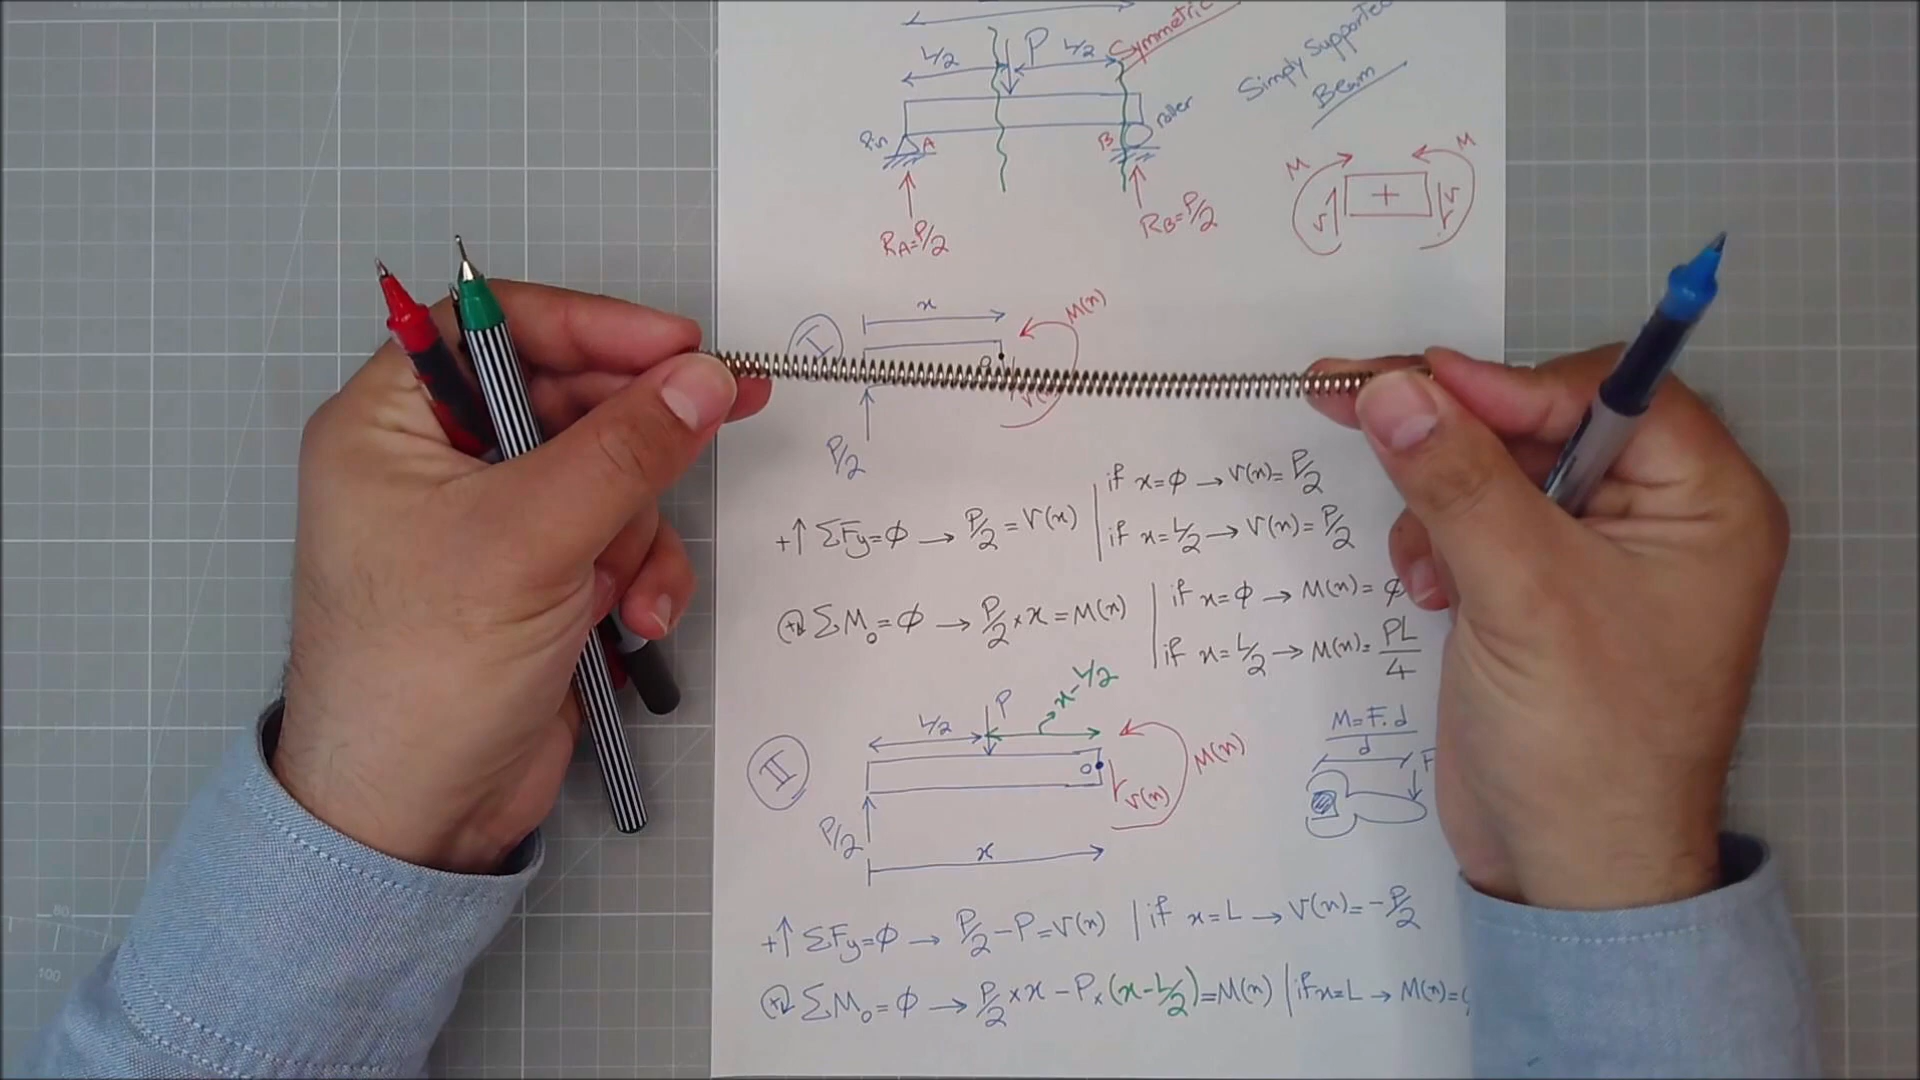 L/2 P L/2 Symmetric
Simply Supported
Beam
Pin A B roller
M M
V + V
RA=P/2 RB=P/2
x
M(x)
I
P/2
+↑ ΣFy=φ → P/2 = V(x) | if x=φ → V(x)= P/2
if x=L/2 → V(x)= P/2
ΣMo=φ → P/2 × x = M(x) | if x=φ → M(x)= φ
if x=L/2 → M(x)= PL/4
x-L/2
L/2 P
M=F.d
d
F
II
o
M(x)
V(x)
P/2
x
+↑ ΣFy=φ → P/2 - P = V(x) | if x=L → V(x)= -P/2
ΣMo=φ → P/2 × x - P × (x-L/2) = M(x) | if x=L → M(x)=
80
100